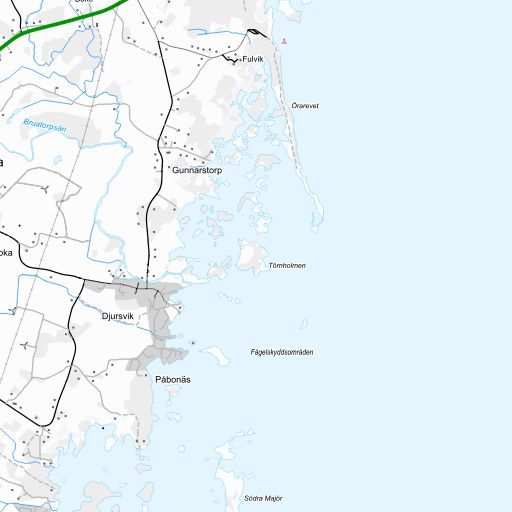 Fulvik
Örarevet
Bruatorpsån
a
Gunnarstorp
Törnholmen
Djursvik
Fågelskyddsområden
Påbonäs
Södra Majör